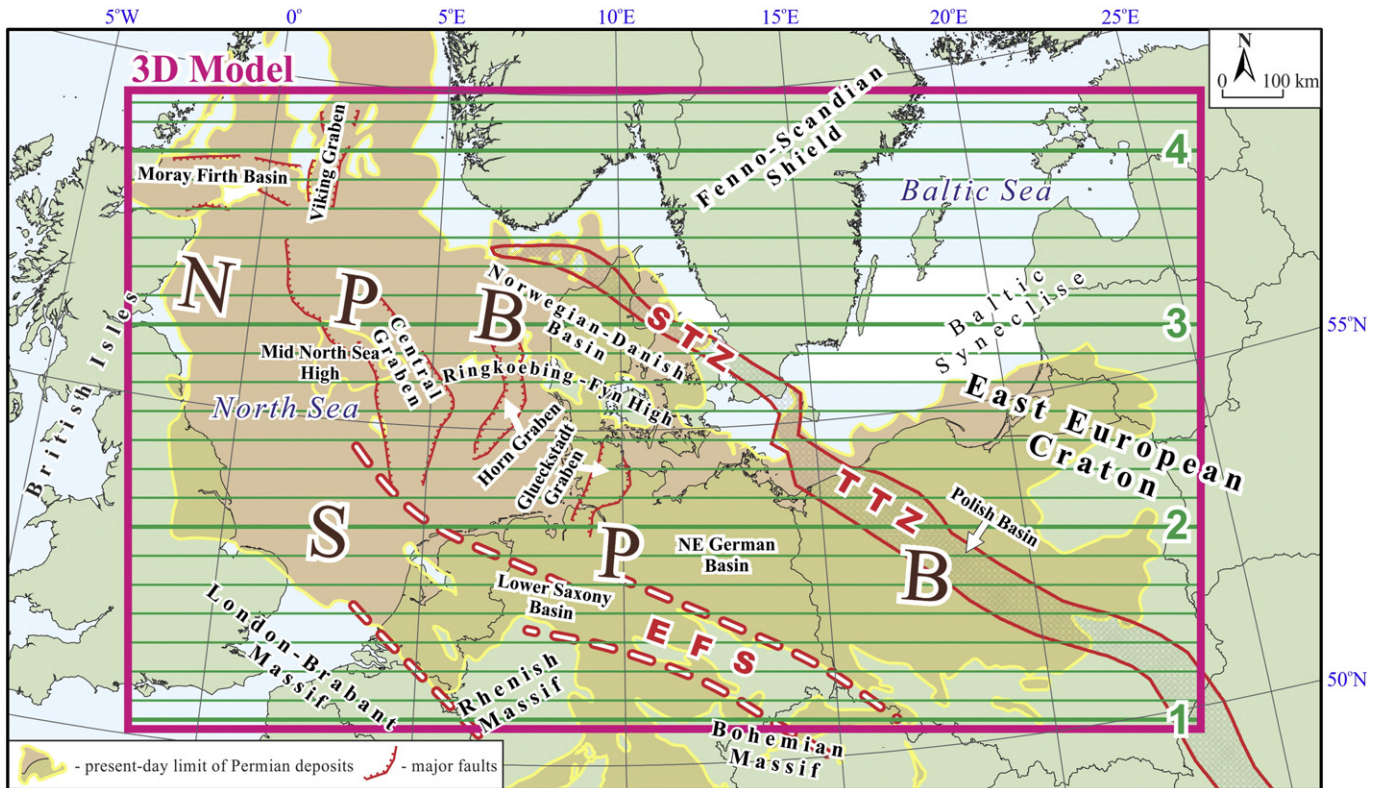 5°W 0° 5°E 10°E 15°E 20°E 25°E
N
0 100 km
3D Model
Fenno-Scandian
Shield
4
Moray Firth Basin
Viking Graben
Baltic Sea
N P B
Norwegian-Danish
Basin
STZ
3
55°N
Baltic
Syneclise
British Isles
Mid North Sea
High
Central
Graben
Ringkoebing-Fyn High
North Sea
East European
Craton
Horn Graben
Glueckstadt
Graben
TTZ
Polish Basin
2
S P B
NE German
Basin
Lower Saxony
Basin
EFS
London-Brabant
Massif
Rhenish
Massif
50°N
1
Bohemian
Massif
- present-day limit of Permian deposits - major faults